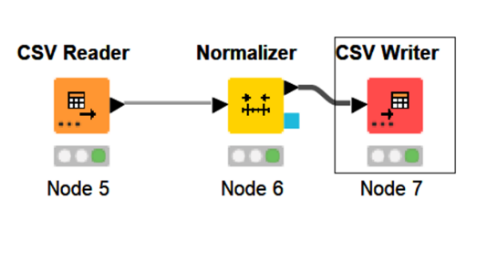 CSV Reader
Normalizer
CSV Writer
Node 5
Node 6
Node 7